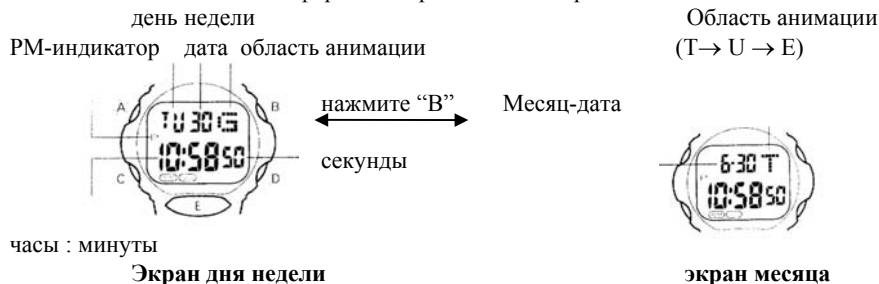 день недели Область анимации
PM-индикатор дата область анимации (T→ U → E)
A B нажмите “B” Месяц-дата
TU 30 G
10:58 50 секунды 6-30 T
C D 10:58 50
E
часы : минуты
Экран дня недели экран месяца